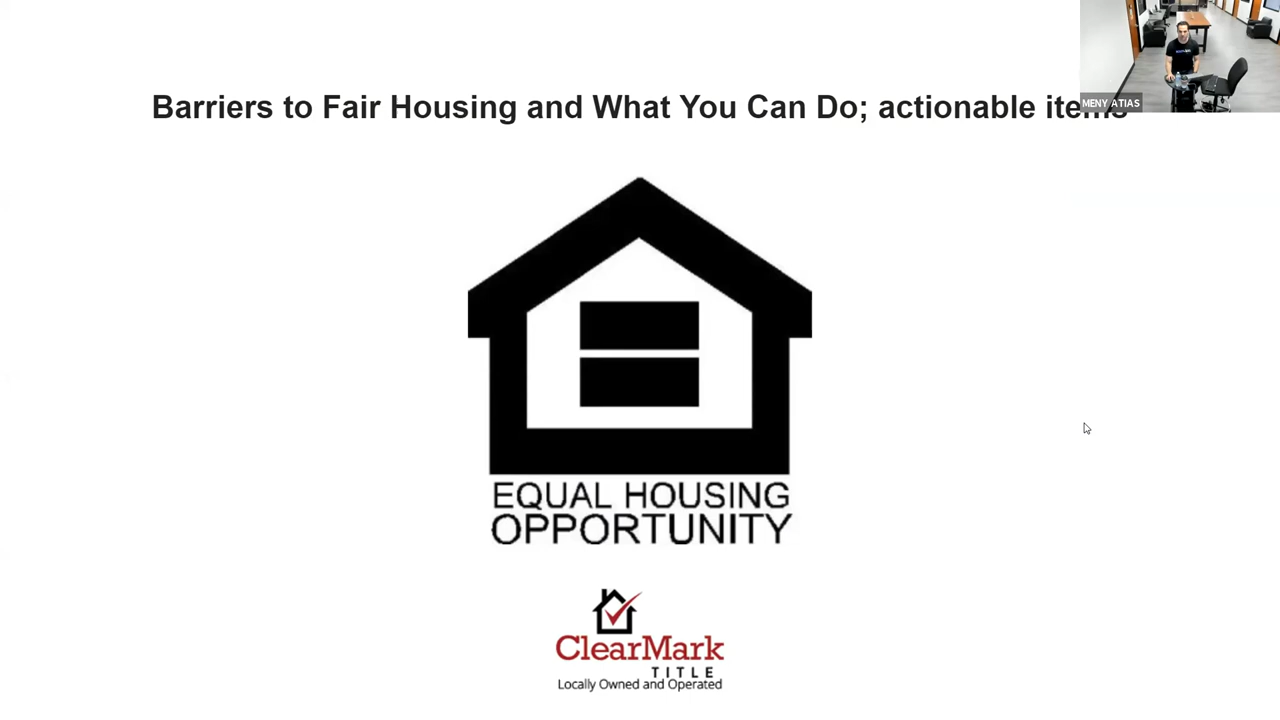 Barriers to Fair Housing and What You Can Do; actionable items
MENY ATIAS
EQUAL HOUSING
OPPORTUNITY
ClearMark
TITLE
Locally Owned and Operated